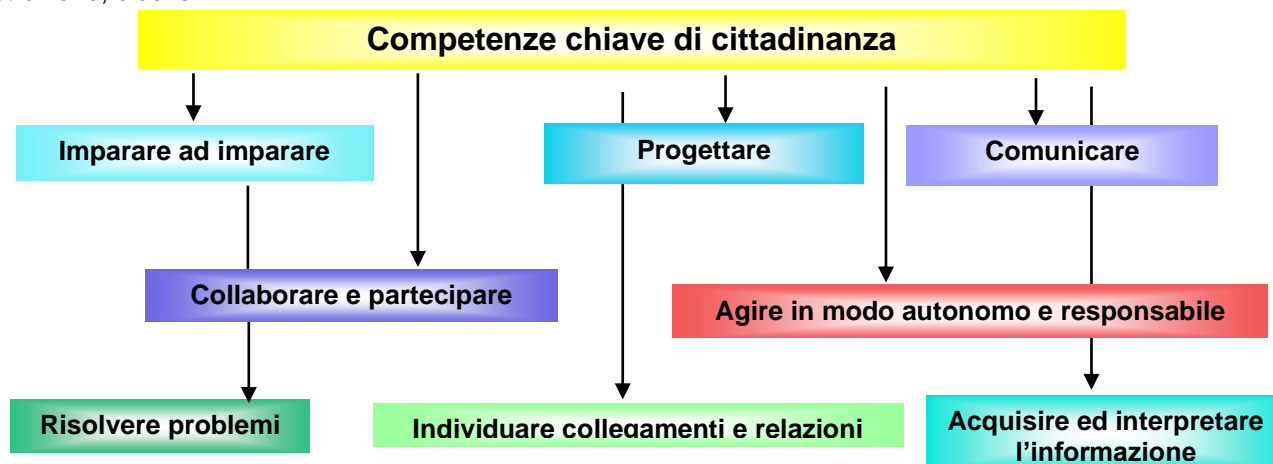 Competenze chiave di cittadinanza
Imparare ad imparare
Progettare
Comunicare
Collaborare e partecipare
Agire in modo autonomo e responsabile
Risolvere problemi
Individuare collegamenti e relazioni
Acquisire ed interpretare
l’informazione